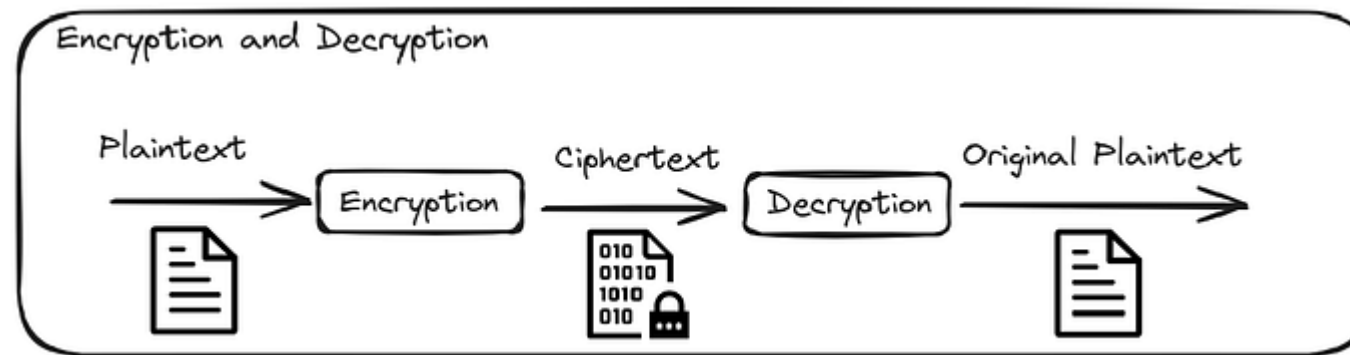 Encryption and Decryption
Plaintext
Ciphertext
Original Plaintext
Encryption
Decryption
010
01010
1010
010